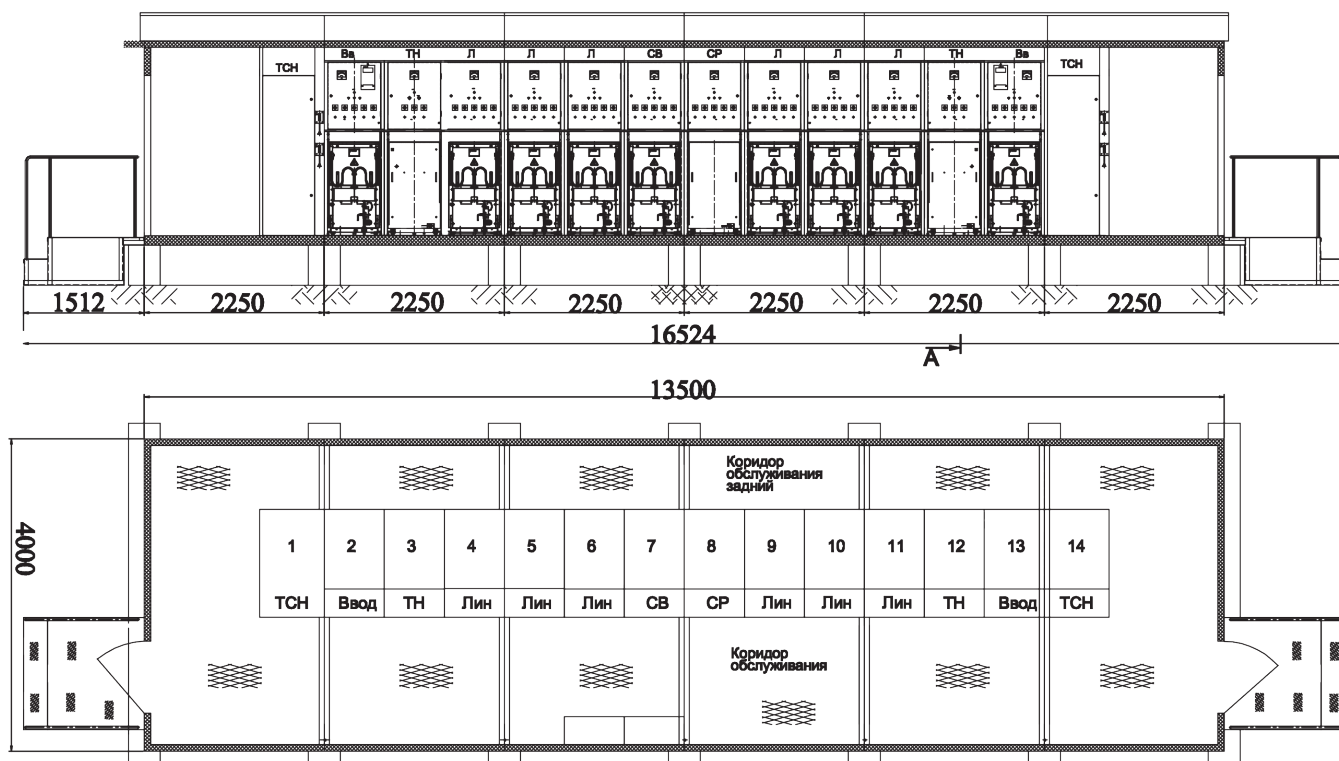 Вв ТН Л Л Л СВ СР Л Л Л ТН Вв
ТСН ТСН
1512 2250 2250 2250 2250 2250 2250
16524
А
13500
4000
Коридор
обслуживания
задний
1 2 3 4 5 6 7 8 9 10 11 12 13 14
ТСН Ввод ТН Лин Лин Лин СВ СР Лин Лин Лин ТН Ввод ТСН
Коридор
обслуживания